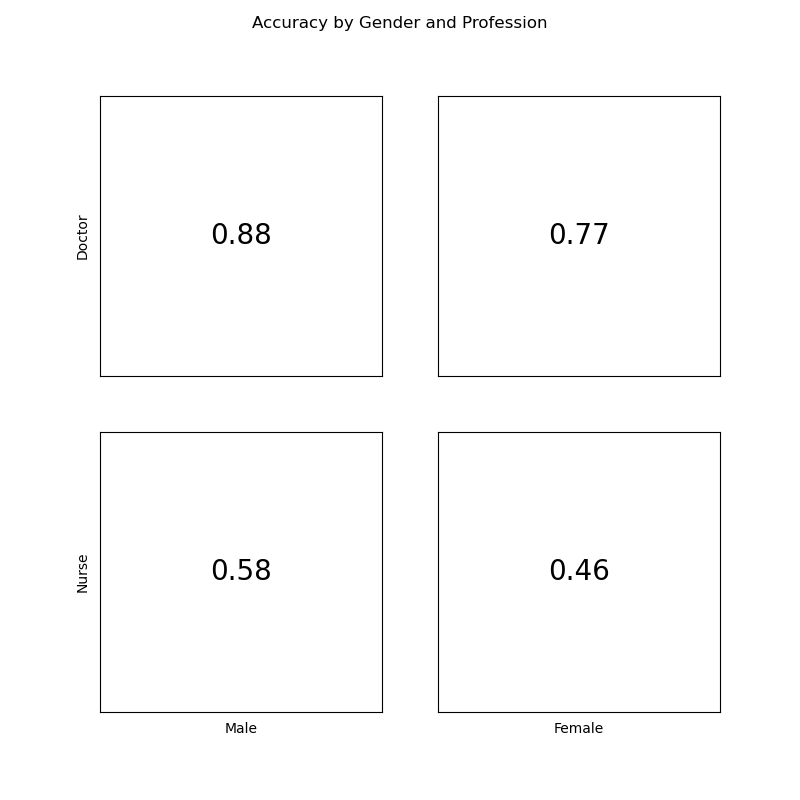 Accuracy by Gender and Profession
Doctor
0.88
0.77
Nurse
0.58
0.46
Male
Female